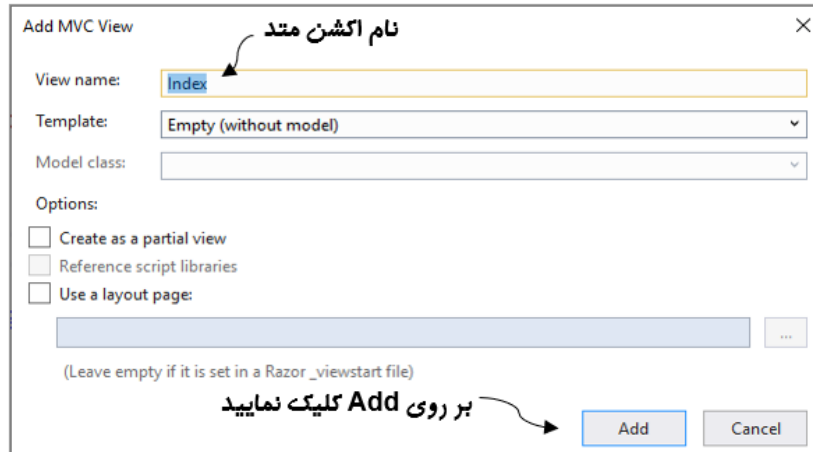 Add MVC View
نام اکشن متد
View name:
Index
Template:
Empty (without model)
Model class:
Options:
Create as a partial view
Reference script libraries
Use a layout page:
...
(Leave empty if it is set in a Razor _viewstart file)
بر روی Add کلیک نمایید
Add
Cancel